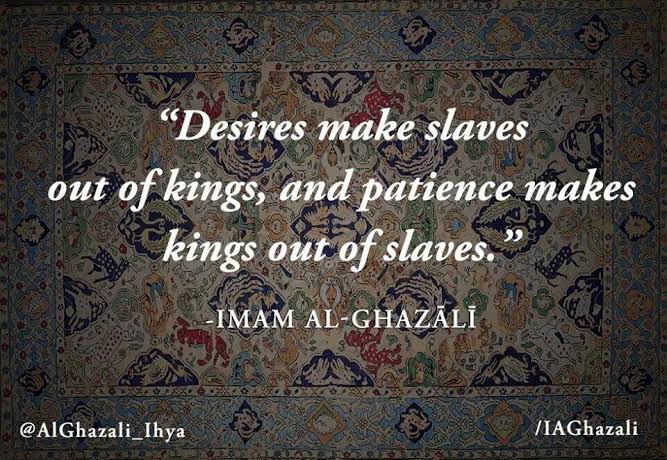 “Desires make slaves
out of kings, and patience makes
kings out of slaves.”
-IMAM AL-GHAZĀLĪ
@AlGhazali_Ihya
/IAGhazali